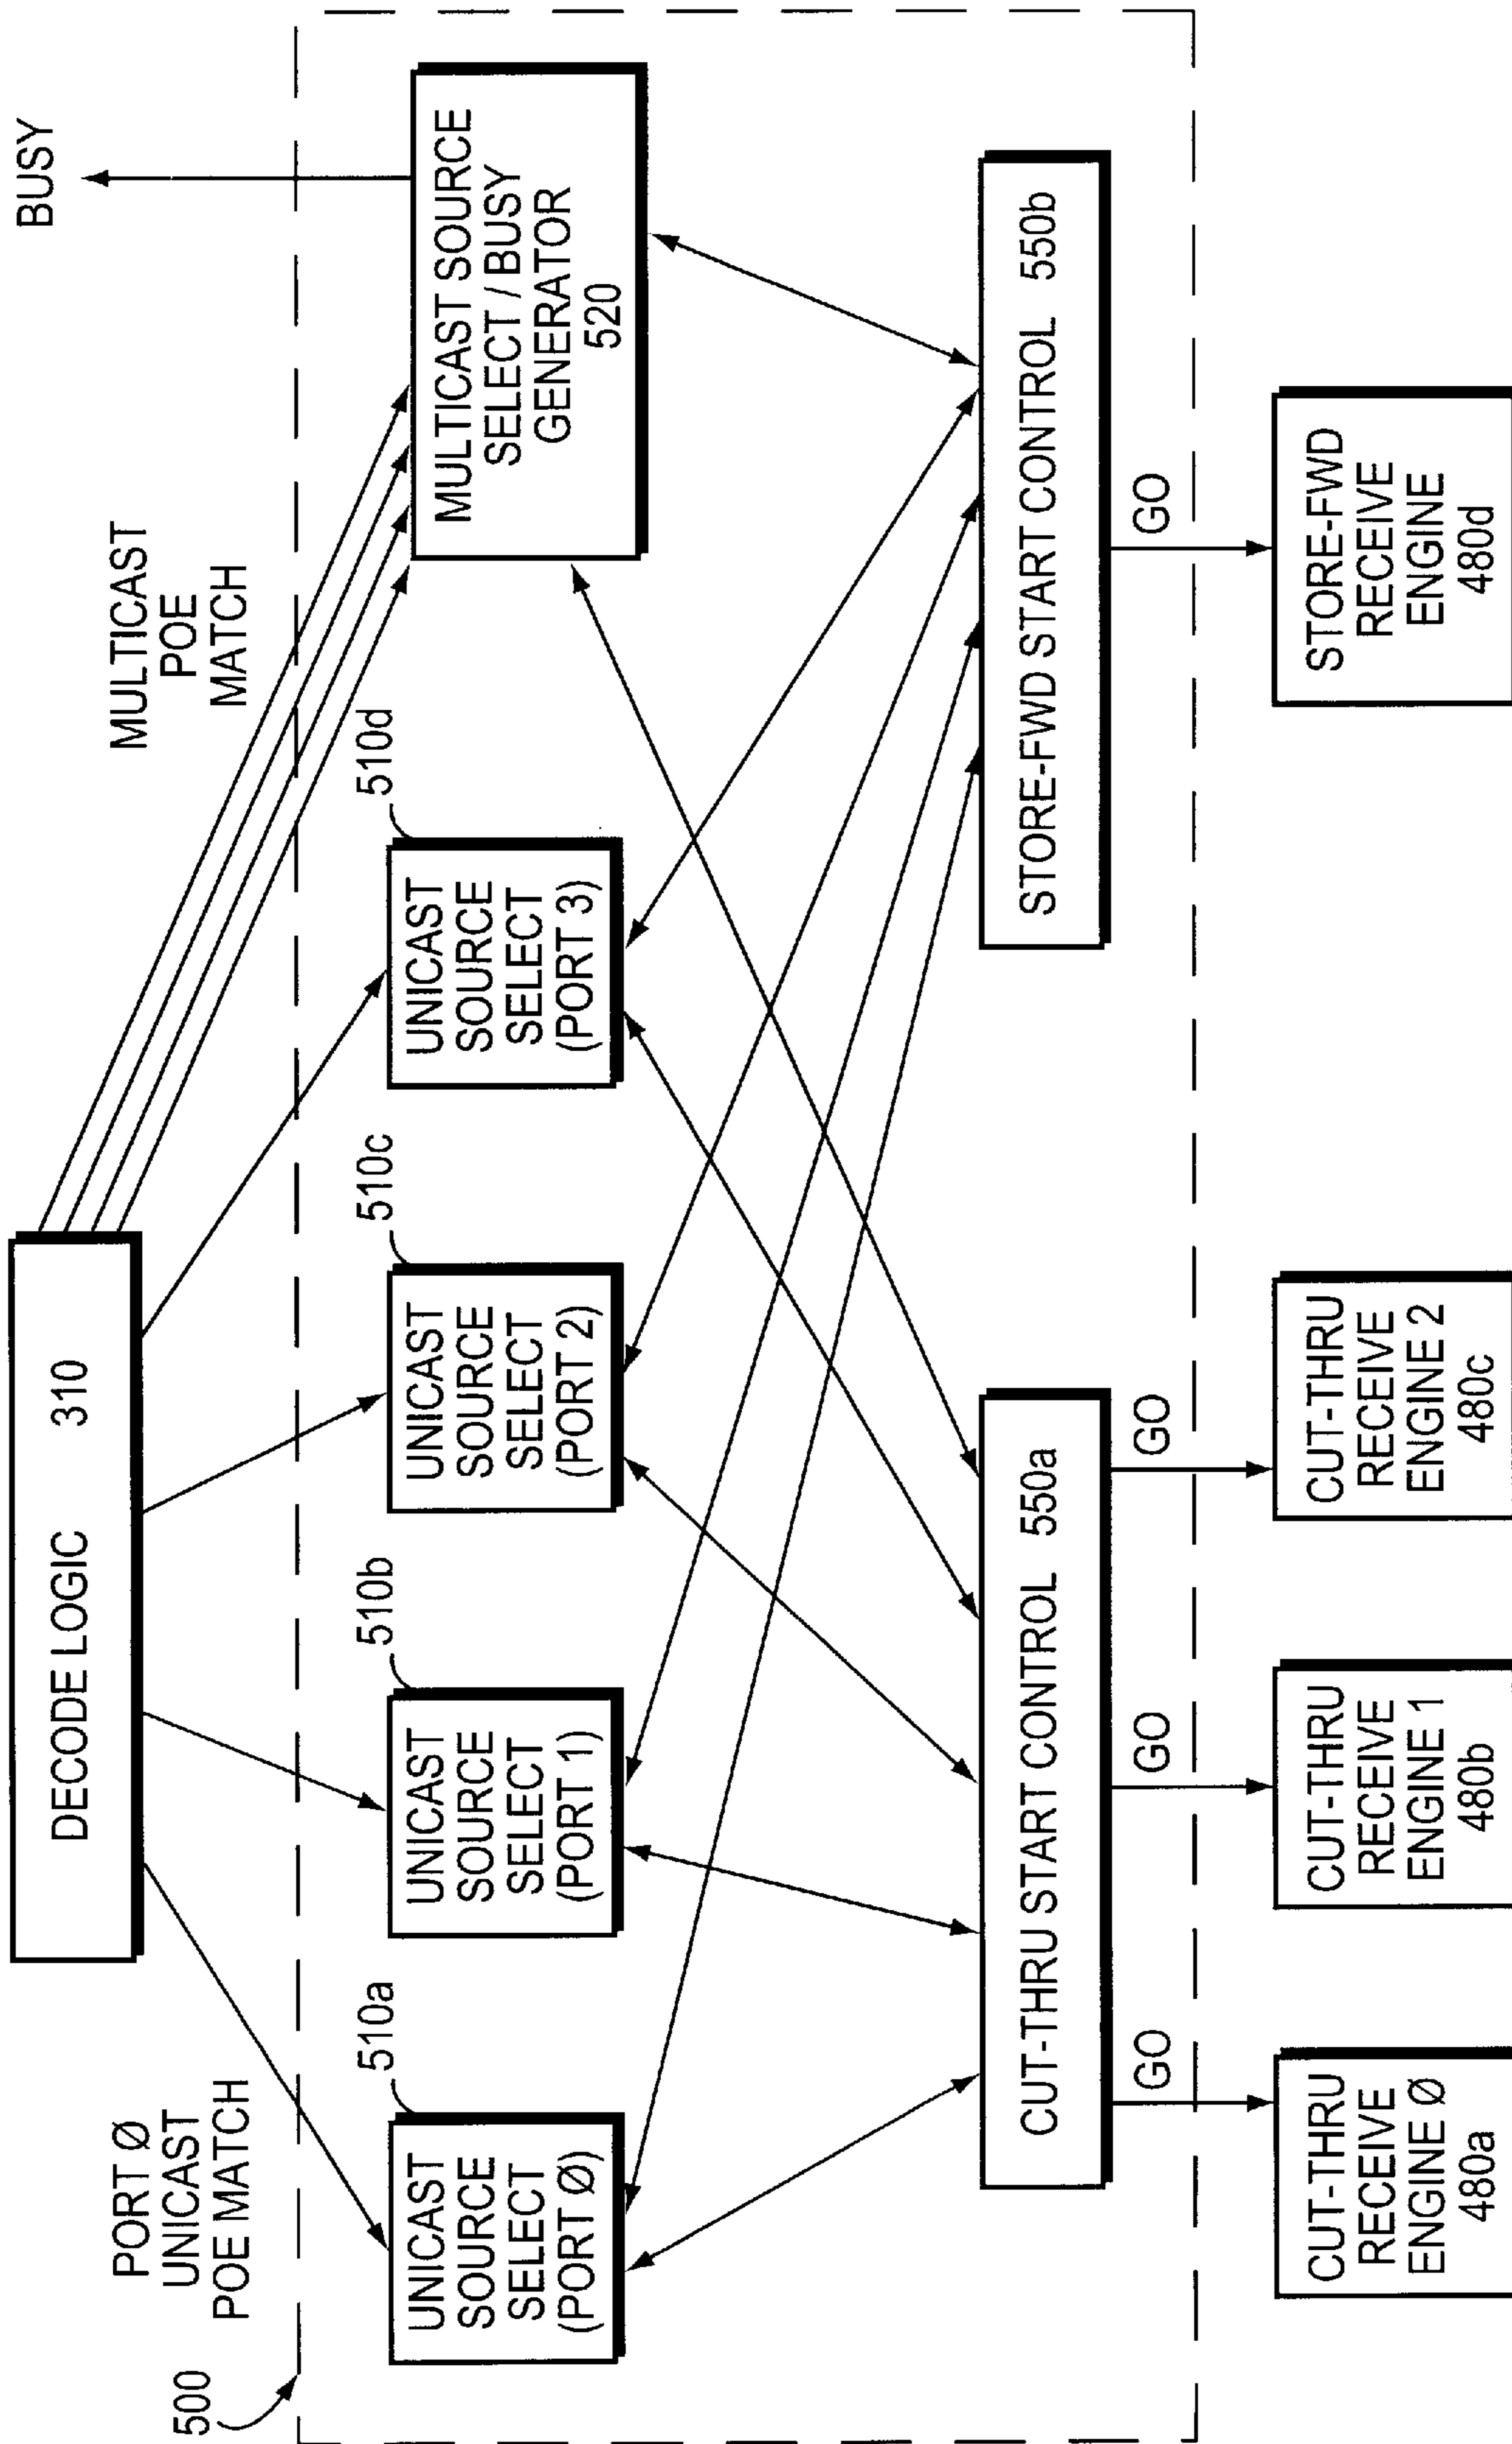 DECODE LOGIC 310
BUSY
PORT Ø
UNICAST
POE MATCH
MULTICAST
POE
MATCH
500
510a
510b
510c
510d
UNICAST
SOURCE
SELECT
(PORT Ø)
UNICAST
SOURCE
SELECT
(PORT 1)
UNICAST
SOURCE
SELECT
(PORT 2)
UNICAST
SOURCE
SELECT
(PORT 3)
MULTICAST SOURCE
SELECT / BUSY
GENERATOR
520
CUT-THRU START CONTROL 550a
STORE-FWD START CONTROL 550b
GO
GO
GO
GO
CUT-THRU
RECEIVE
ENGINE Ø
480a
CUT-THRU
RECEIVE
ENGINE 1
480b
CUT-THRU
RECEIVE
ENGINE 2
480c
STORE-FWD
RECEIVE
ENGINE
480d